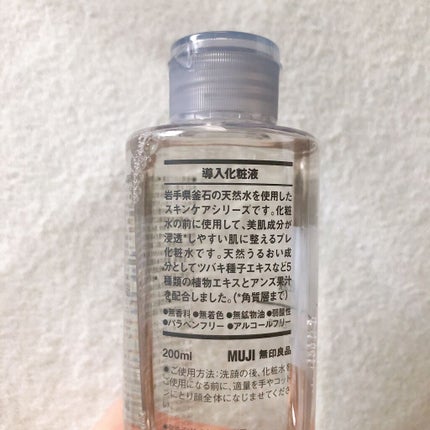 導入化粧液
岩手県釜石の天然水を使用した
スキンケアシリーズです。化粧
水の前に使用して、美肌成分が
浸透*しやすい肌に整えるプレ
化粧水です。天然うるおい成
分としてツバキ種子エキスなど5
種類の植物エキスとアンズ果汁
を配合しました。(*角質層まで)
●無香料 ●無着色 ●無鉱物油 ●弱酸性
●パラベンフリー ●アルコールフリー
200ml MUJI 無印良品
●ご使用方法：洗顔の後、化粧水を
ご使用になる前に、適量を手やコット
ンにとり顔全体になじませてくださ
い